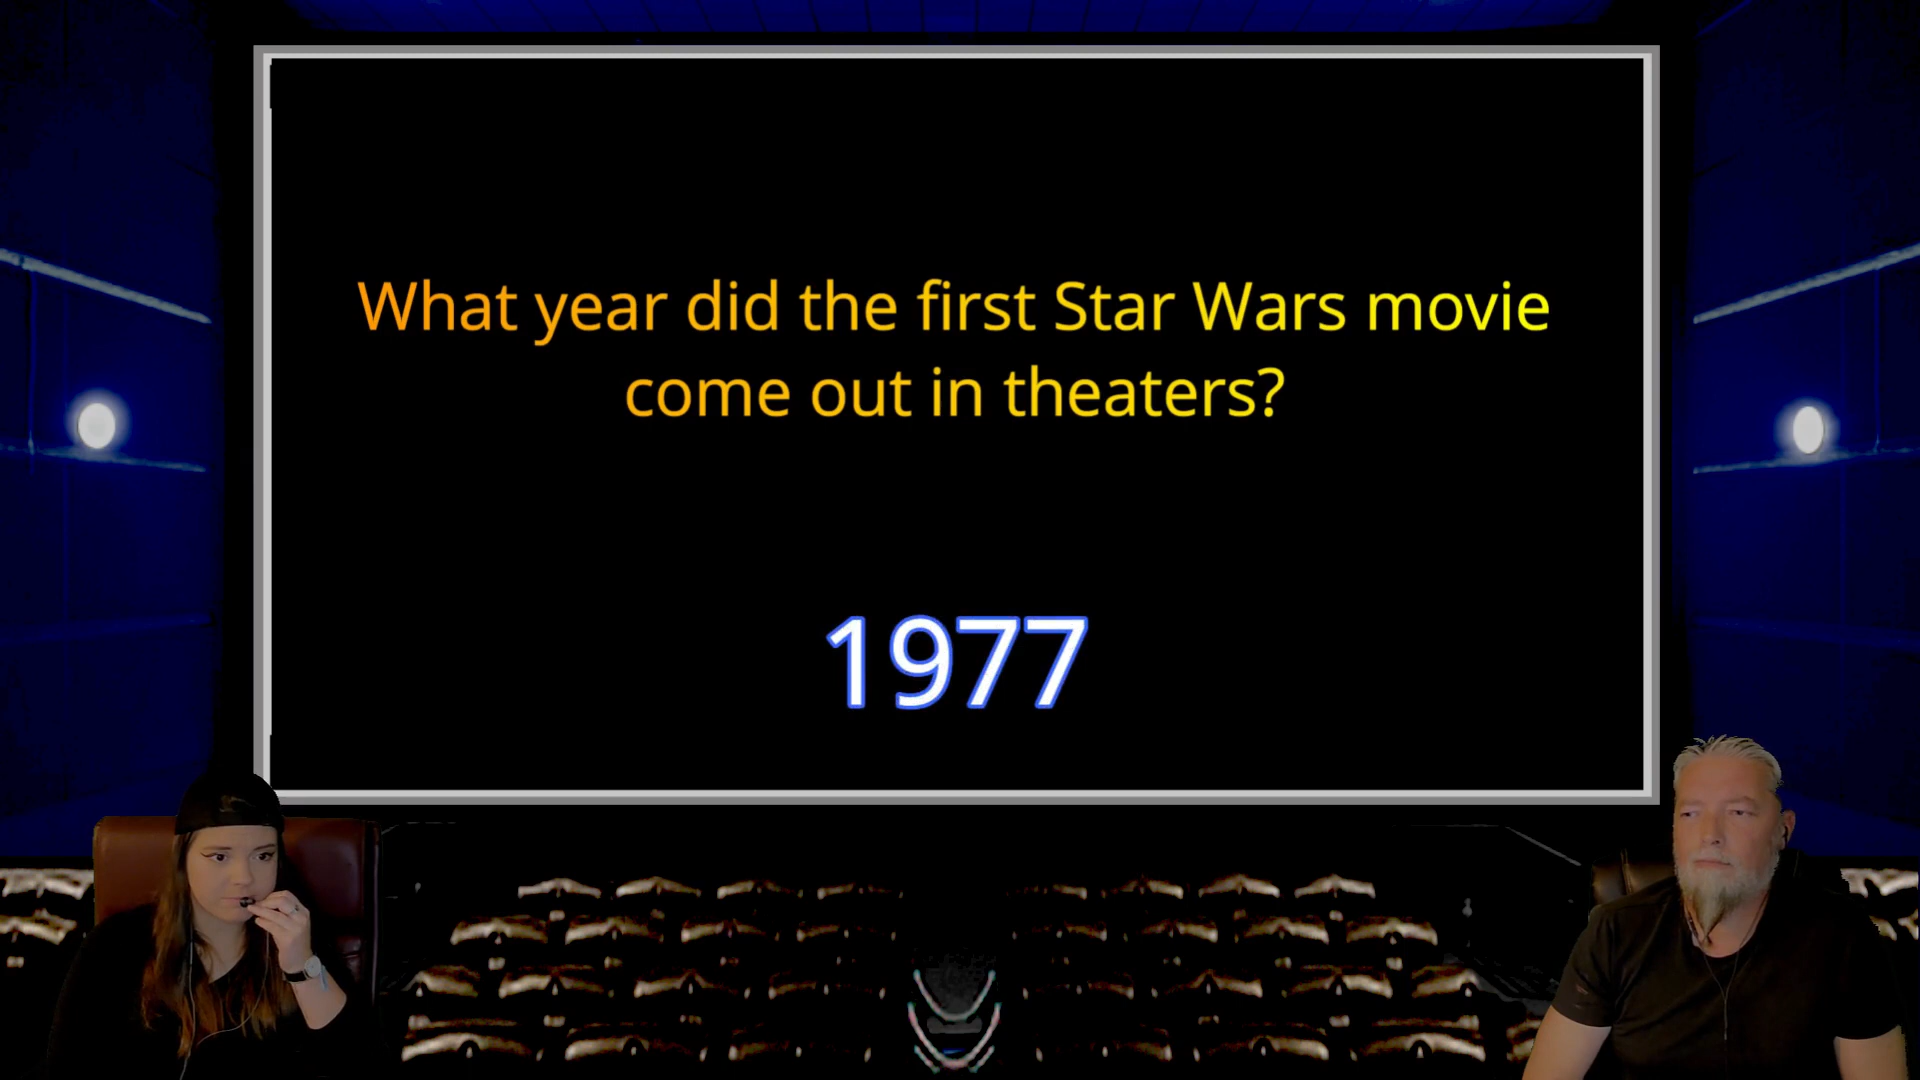 What year did the first Star Wars movie
come out in theaters?
1977